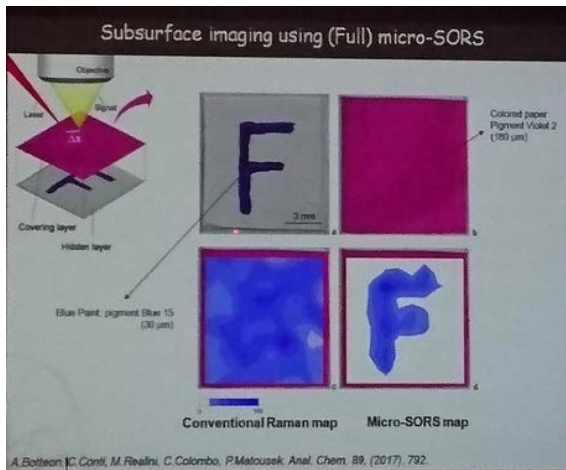 Subsurface imaging using (Full) micro-SORS
Objective
Laser
Signal
Δx
Covering layer
Hidden layer
F
3 mm
a
b
Colored paper
Pigment Violet 2
(180 µm)
Blue Paint, pigment Blue 15
(30 µm)
c
d
0
Conventional Raman map
Micro-SORS map
A.Botteon, C.Conti, M.Realini, C.Colombo, P.Matousek, Anal. Chem. 89, (2017), 792.